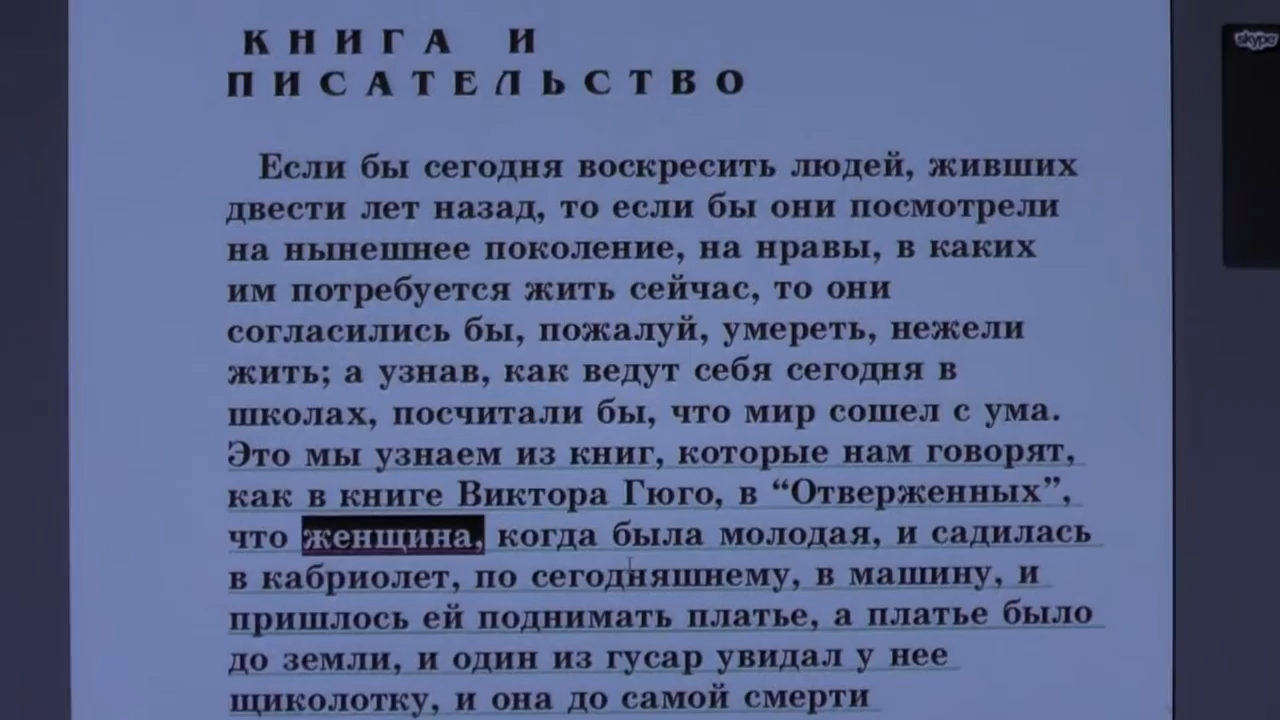 КНИГА И
ПИСАТЕЛЬСТВО
Если бы сегодня воскресить людей, живших
двести лет назад, то если бы они посмотрели
на нынешнее поколение, на нравы, в каких
им потребуется жить сейчас, то они
согласились бы, пожалуй, умереть, нежели
жить; а узнав, как ведут себя сегодня в
школах, посчитали бы, что мир сошел с ума.
Это мы узнаем из книг, которые нам говорят,
как в книге Виктора Гюго, в “Отверженных”,
что женщина, когда была молодая, и садилась
в кабриолет, по сегодняшнему, в машину, и
пришлось ей поднимать платье, а платье было
до земли, и один из гусар увидал у нее
щиколотку, и она до самой смерти
skype